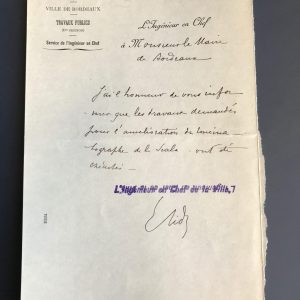 VILLE DE BORDEAUX
TRAVAUX PUBLICS
Service de l'Ingénieur en Chef
L'Ingénieur en Chef
à Monsieur le Maire
de Bordeaux
J'ai l'honneur de vous infor
mer que les travaux demandés
pour l'amélioration du cinéma
tographe de la Scala ont été
exécutés.
L'Ingénieur en Chef de la Ville,